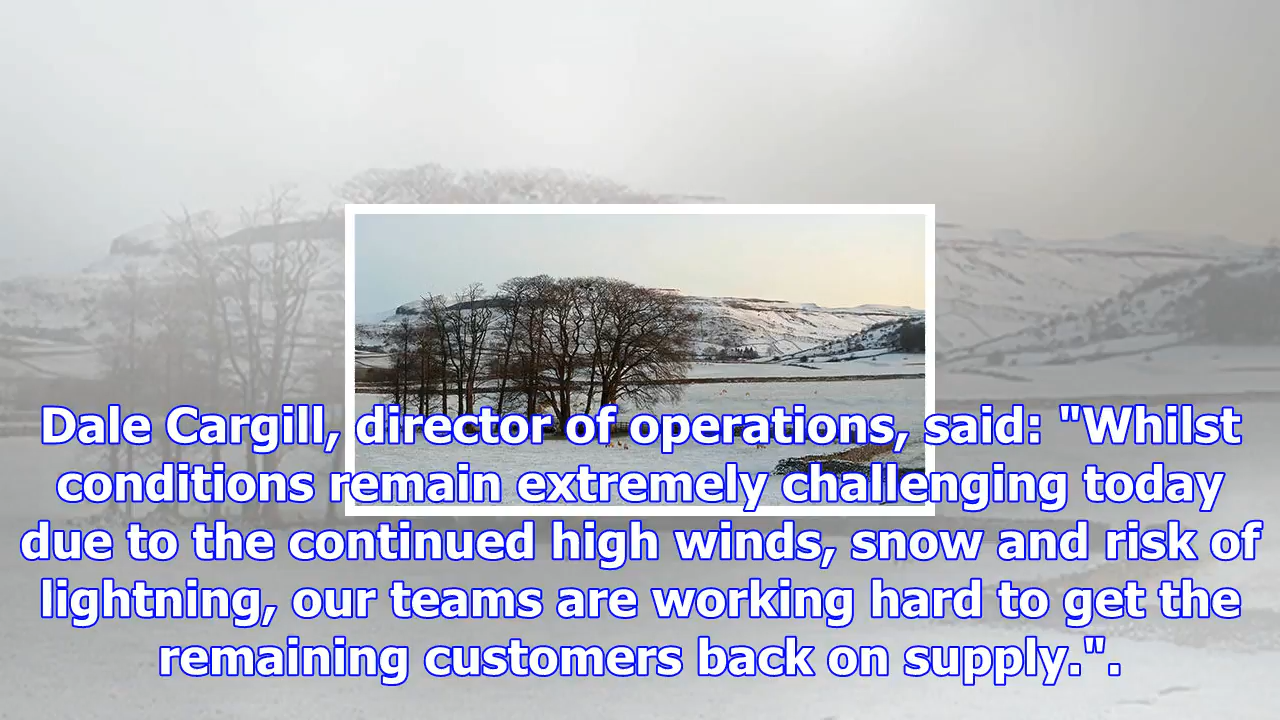 Dale Cargill, director of operations, said: "Whilst
conditions remain extremely challenging today
due to the continued high winds, snow and risk of
lightning, our teams are working hard to get the
remaining customers back on supply.".